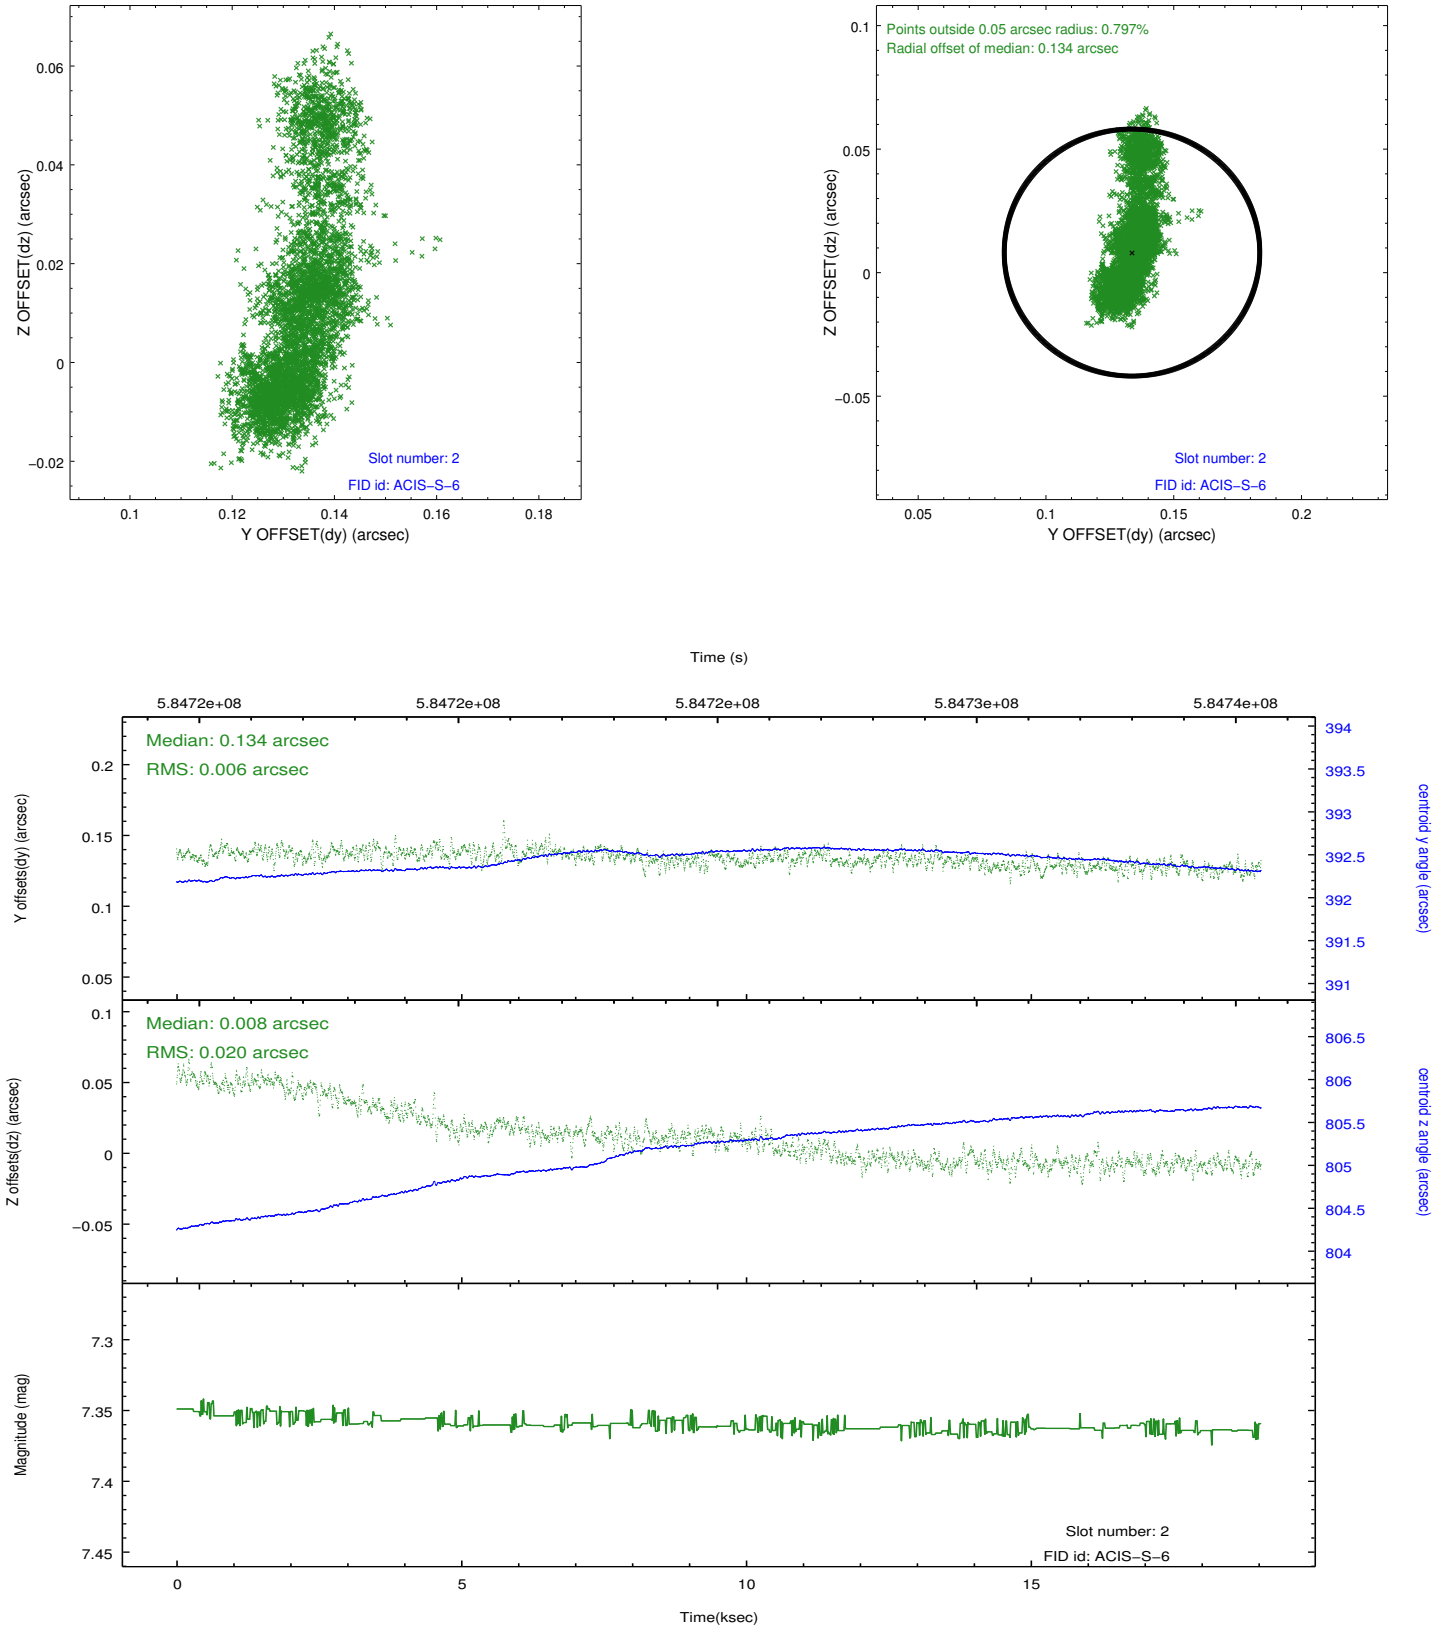 0.06
0.04
0.02
0
−0.02
Z OFFSET(dz) (arcsec)
Slot number: 2
FID id: ACIS−S−6
0.1
0.12
0.14
0.16
0.18
Y OFFSET(dy) (arcsec)
Points outside 0.05 arcsec radius: 0.797%
Radial offset of median: 0.134 arcsec
0.1
0.05
0
−0.05
Z OFFSET(dz) (arcsec)
Slot number: 2
FID id: ACIS−S−6
0.05
0.1
0.15
0.2
Y OFFSET(dy) (arcsec)
Time (s)
5.8472e+08
5.8472e+08
5.8472e+08
5.8473e+08
5.8474e+08
Median: 0.134 arcsec
RMS: 0.006 arcsec
0.2
0.15
0.1
0.05
Y offsets(dy) (arcsec)
394
393.5
393
392.5
392
391.5
391
centroid y angle (arcsec)
Median: 0.008 arcsec
RMS: 0.020 arcsec
0.1
0.05
0
−0.05
Z offsets(dz) (arcsec)
806.5
806
805.5
805
804.5
804
centroid z angle (arcsec)
7.3
7.35
7.4
7.45
Magnitude (mag)
Slot number: 2
FID id: ACIS−S−6
0
5
10
15
Time(ksec)